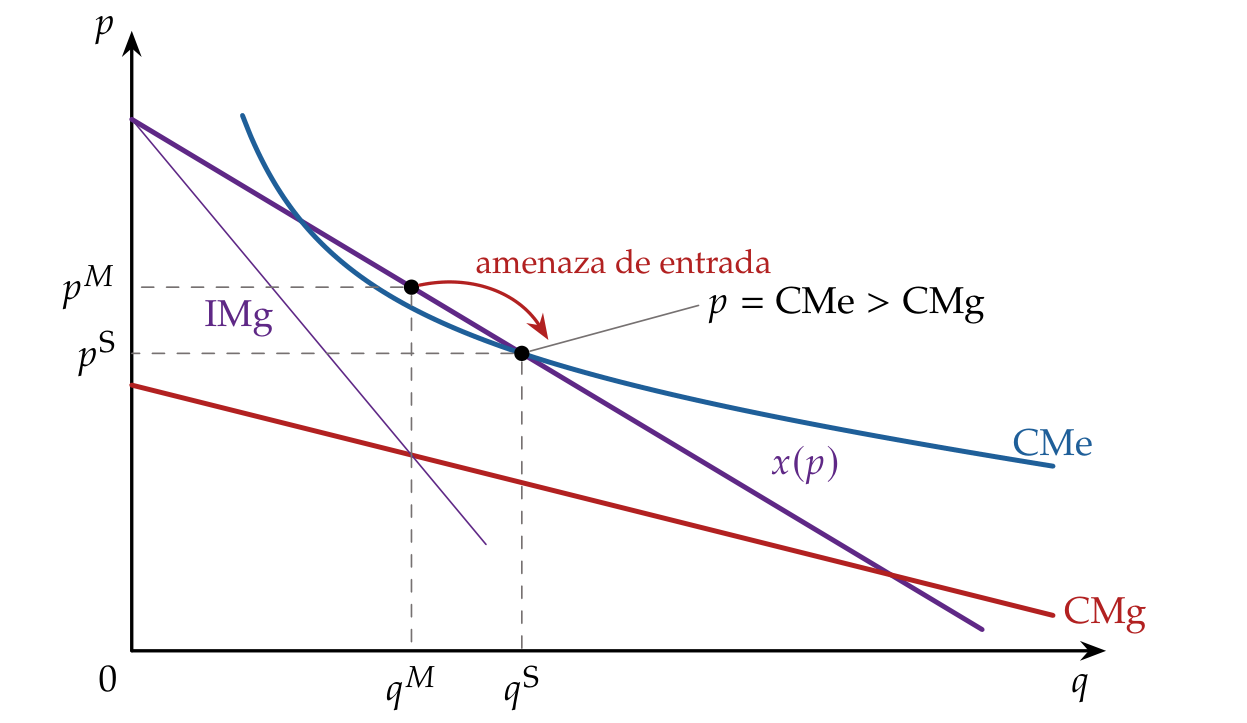 p
amenaza de entrada
p^M
p = CMe > CMg
IMg
p^S
CMe
x(p)
CMg
0
q^M
q^S
q